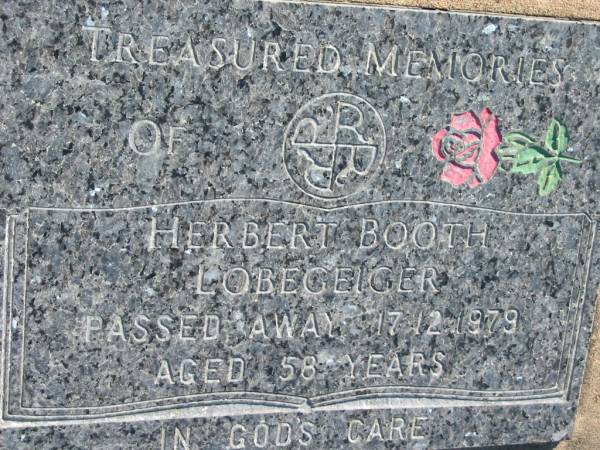 TREASURED MEMORIES
OF
HERBERT BOOTH
LOBEGEIGER
PASSED AWAY 17-12-1979
AGED 58 YEARS
IN GOD'S CARE